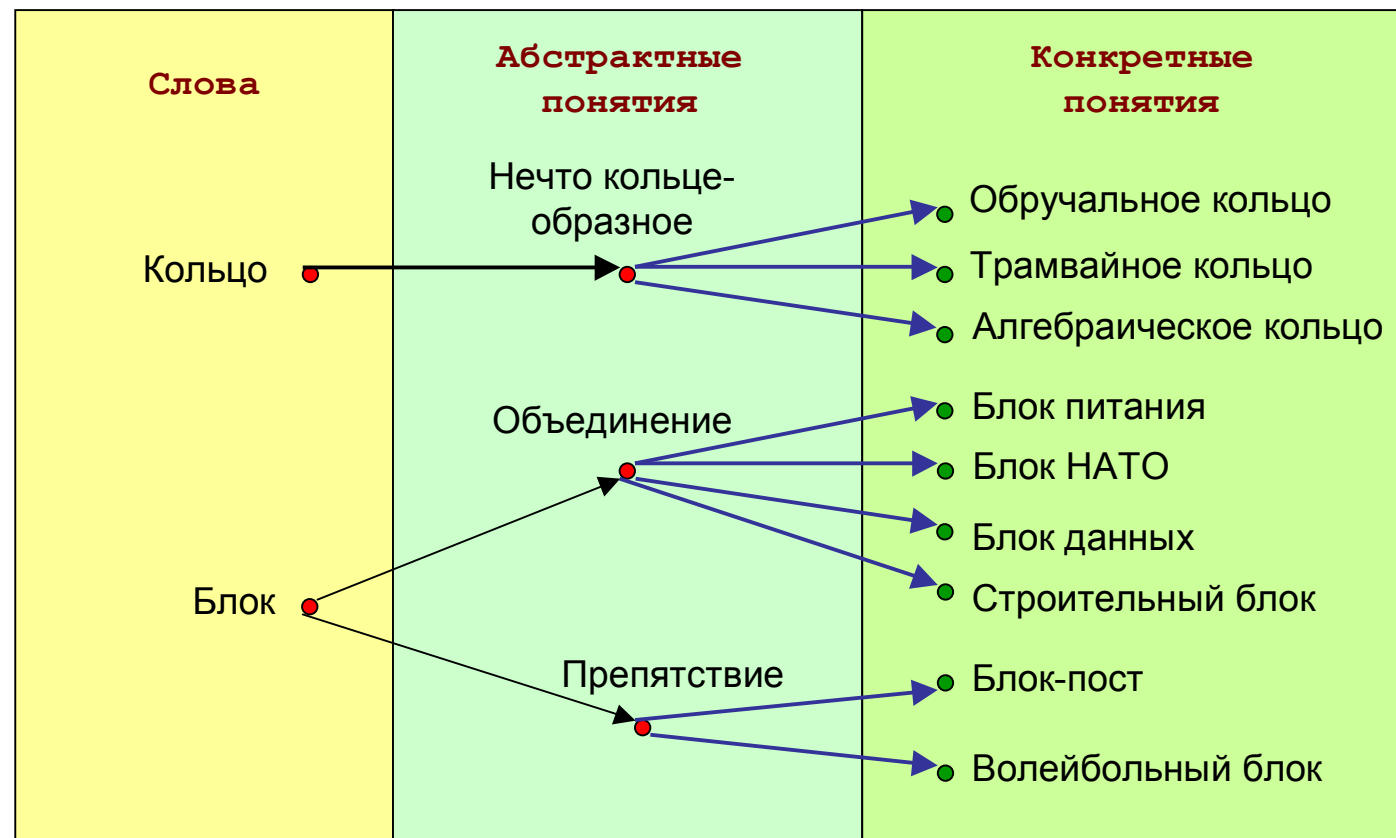 Слова
Абстрактные
понятия
Конкретные
понятия
Кольцо
Нечто кольце-
образное
Обручальное кольцо
Трамвайное кольцо
Алгебраическое кольцо
Блок
Объединение
Блок питания
Блок НАТО
Блок данных
Строительный блок
Препятствие
Блок-пост
Волейбольный блок